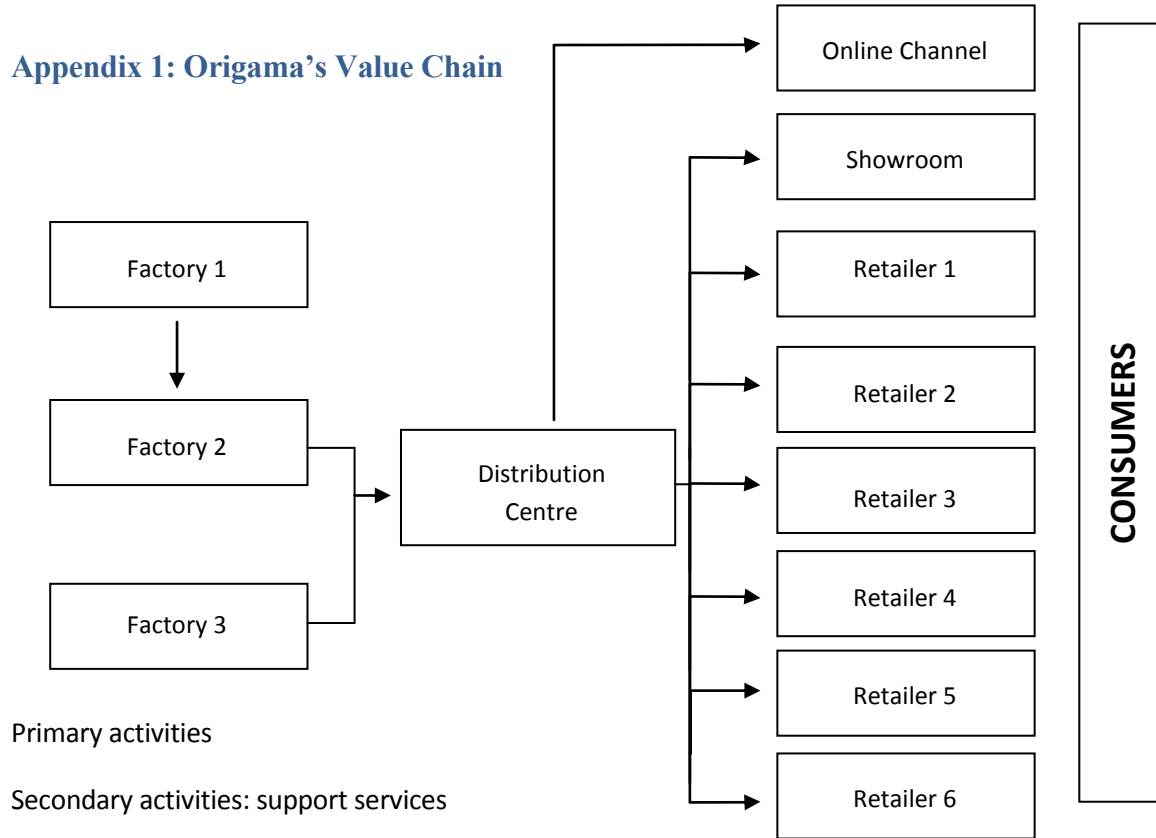 Appendix 1: Origama's Value Chain
Factory 1
Factory 2
Factory 3
Distribution
Centre
Online Channel
Showroom
Retailer 1
Retailer 2
Retailer 3
Retailer 4
Retailer 5
Retailer 6
CONSUMERS
Primary activities
Secondary activities: support services